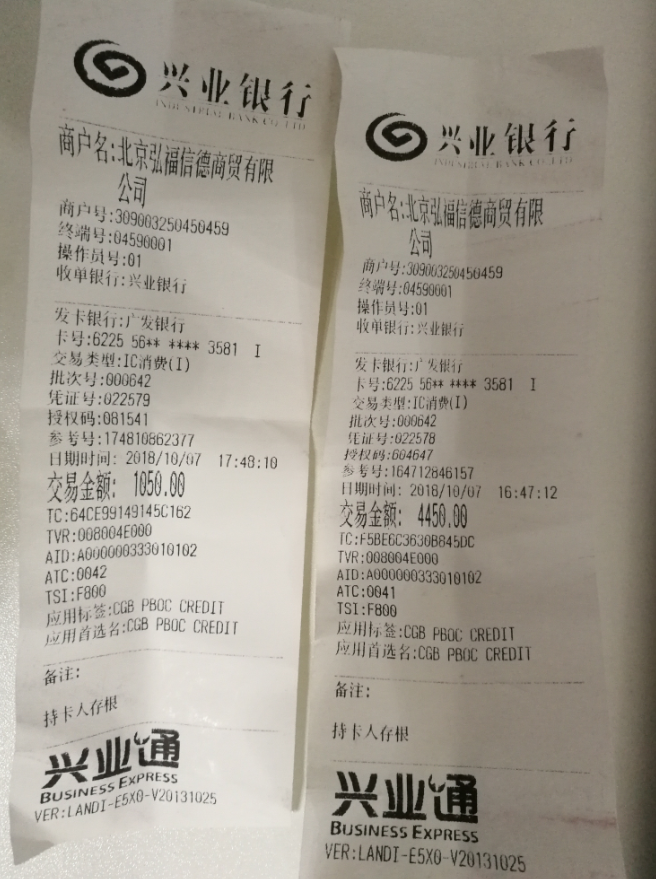 兴业银行
INDUSTRIAL BANK CO.,LTD
商户名:北京弘福信德商贸有限
公司
商户号:309003250450459
终端号:04590001
操作员号:01
收单银行:兴业银行
发卡银行:广发银行
卡号:6225 56** **** 3581 I
交易类型:IC消费(I)
批次号:000642
凭证号:022579
授权码:081541
参考号:174810862377
日期时间: 2018/10/07 17:48:10
交易金额: 1050.00
TC:64CE99149145C162
TVR:008004E000
AID:A000000333010102
ATC:0042
TSI:F800
应用标签:CGB PBOC CREDIT
应用首选名:CGB PBOC CREDIT
备注:
持卡人存根
兴业通
BUSINESS EXPRESS
VER:LANDI-E5X0-V20131025
兴业银行
INDUSTRIAL BANK CO.,LTD
商户名:北京弘福信德商贸有限
公司
商户号:309003250450459
终端号:04590001
操作员号:01
收单银行:兴业银行
发卡银行:广发银行
卡号:6225 56** **** 3581 I
交易类型:IC消费(I)
批次号:000642
凭证号:022578
授权码:604647
参考号:164712846157
日期时间: 2018/10/07 16:47:12
交易金额: 4450.00
TC:F5BE6C3630B845DC
TVR:008004E000
AID:A000000333010102
ATC:0041
TSI:F800
应用标签:CGB PBOC CREDIT
应用首选名:CGB PBOC CREDIT
备注:
持卡人存根
兴业通
BUSINESS EXPRESS
VER:LANDI-E5X0-V20131025